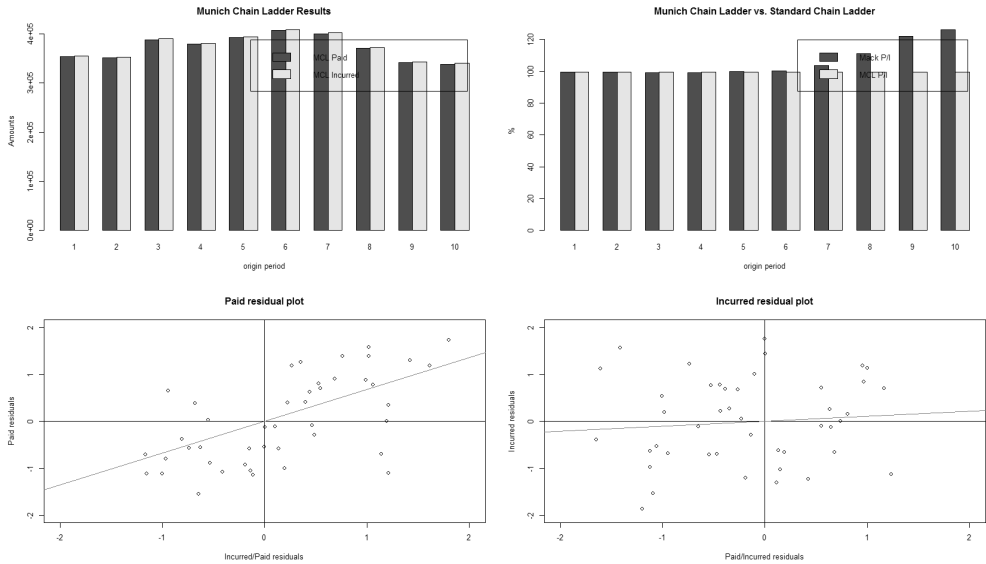 Munich Chain Ladder Results
Amounts
4e+05
3e+05
2e+05
1e+05
0e+00
MCL Paid
MCL Incurred
1 2 3 4 5 6 7 8 9 10
origin period
Munich Chain Ladder vs. Standard Chain Ladder
%
120
100
80
60
40
20
0
Mack P/I
MCL P/I
1 2 3 4 5 6 7 8 9 10
origin period
Paid residual plot
Paid residuals
2
1
0
-1
-2
-2 -1 0 1 2
Incurred/Paid residuals
Incurred residual plot
Incurred residuals
2
1
0
-1
-2
-2 -1 0 1 2
Paid/Incurred residuals